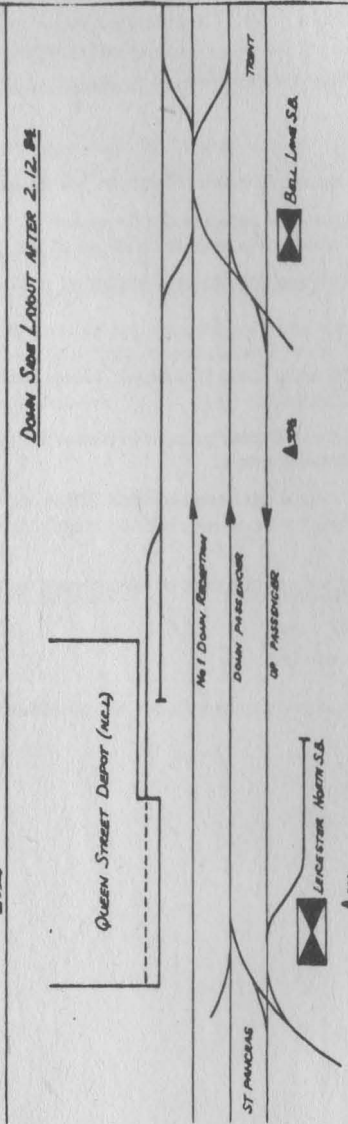 DOWN SIDE LAYOUT AFTER 2.12.84
QUEEN STREET DEPOT (N.C.L)
TRENT
No 1 DOWN RECEPTION
DOWN PASSENGER
UP PASSENGER
BELL LANE S.B.
ST PANCRAS
LEICESTER NORTH S.B.